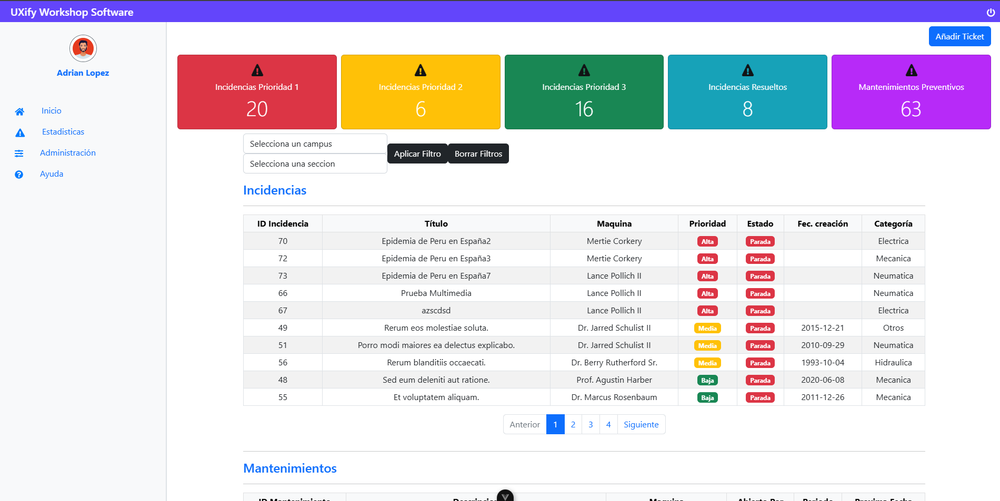 UXify Workshop Software
Añadir Ticket
Adrian Lopez
Inicio
Estadisticas
Administración
Ayuda
Incidencias Prioridad 1
20
Incidencias Prioridad 2
6
Incidencias Prioridad 3
16
Incidencias Resueltos
8
Mantenimientos Preventivos
63
Selecciona un campus
Selecciona una seccion
Aplicar Filtro Borrar Filtros
Incidencias
ID Incidencia Título Maquina Prioridad Estado Fec. creación Categoría
70 Epidemia de Peru en España2 Mertie Corkery Alta Parada Electrica
72 Epidemia de Peru en España3 Mertie Corkery Alta Parada Mecanica
73 Epidemia de Peru en España7 Lance Pollich II Alta Parada Neumatica
66 Prueba Multimedia Lance Pollich II Alta Parada Neumatica
67 azscdsd Lance Pollich II Alta Parada Electrica
49 Rerum eos molestiae soluta. Dr. Jarred Schulist II Media Parada 2015-12-21 Otros
51 Porro modi maiores ea delectus explicabo. Dr. Jarred Schulist II Media Parada 2010-09-29 Neumatica
56 Rerum blanditiis occaecati. Dr. Berry Rutherford Sr. Media Parada 1993-10-04 Hidraulica
48 Sed eum deleniti aut ratione. Prof. Agustin Harber Baja Parada 2020-06-08 Mecanica
55 Et voluptatem aliquam. Dr. Marcus Rosenbaum Baja Parada 2011-12-26 Mecanica
Anterior 1 2 3 4 Siguiente
Mantenimientos
ID Mantenimiento Maquina Abierto Por Periodo Proxima Fecha